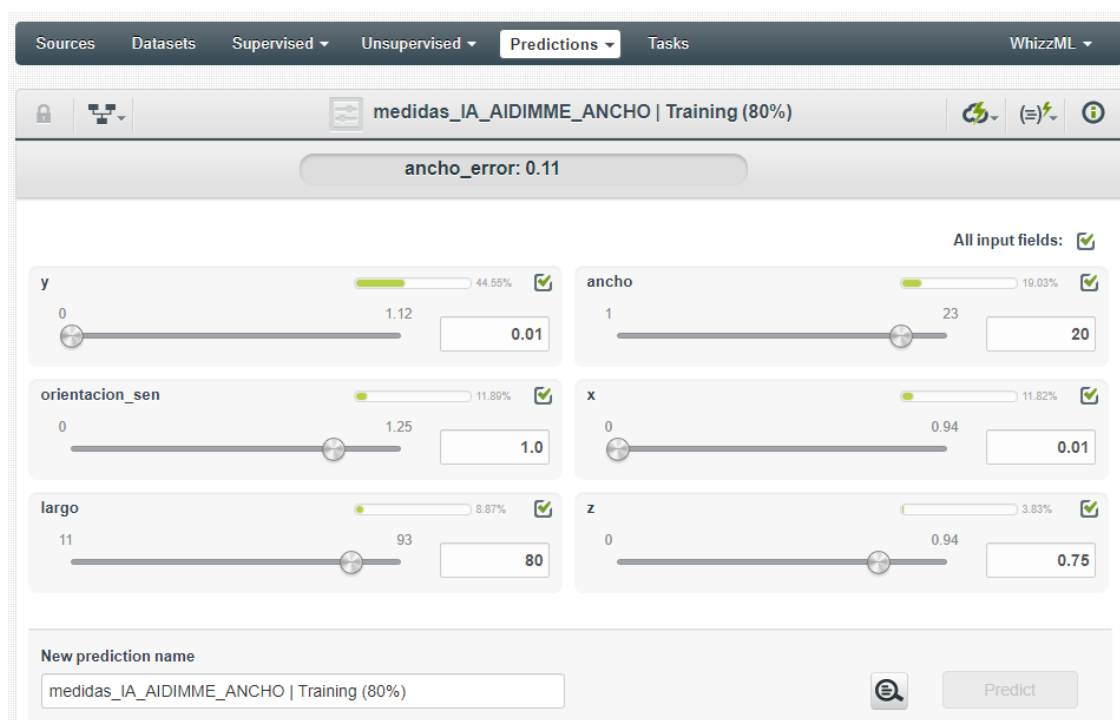 Sources Datasets Supervised Unsupervised Predictions Tasks WhizzML
medidas_IA_AIDIMME_ANCHO | Training (80%)
ancho_error: 0.11
All input fields:
y 44.55%
0 1.12
0.01
ancho 19.03%
1 23
20
orientacion_sen 11.89%
0 1.25
1.0
x 11.82%
0 0.94
0.01
largo 8.87%
11 93
80
z 3.83%
0 0.94
0.75
New prediction name
medidas_IA_AIDIMME_ANCHO | Training (80%)
Predict